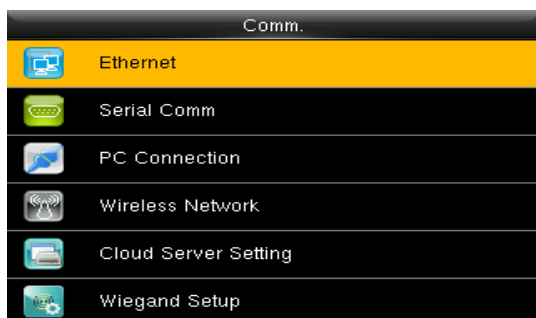 Comm.
Ethernet
Serial Comm
PC Connection
Wireless Network
Cloud Server Setting
Wiegand Setup